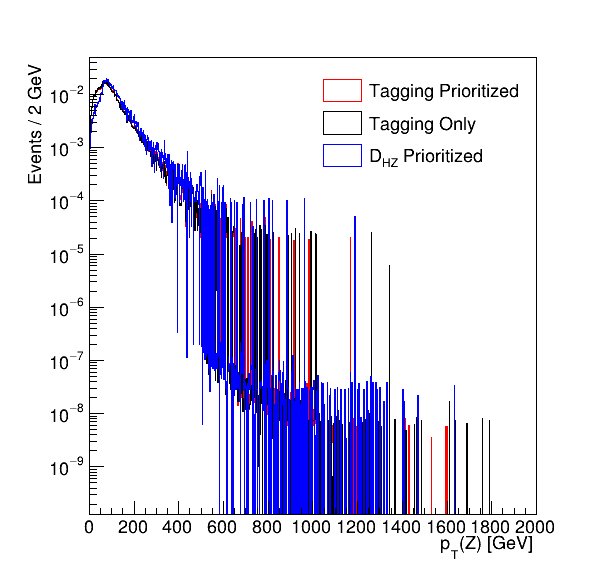 Events / 2 GeV
10⁻²
10⁻³
10⁻⁴
10⁻⁵
10⁻⁶
10⁻⁷
10⁻⁸
10⁻⁹
Tagging Prioritized
Tagging Only
D_HZ Prioritized
0 200 400 600 800 1000 1200 1400 1600 1800 2000
p_T(Z) [GeV]